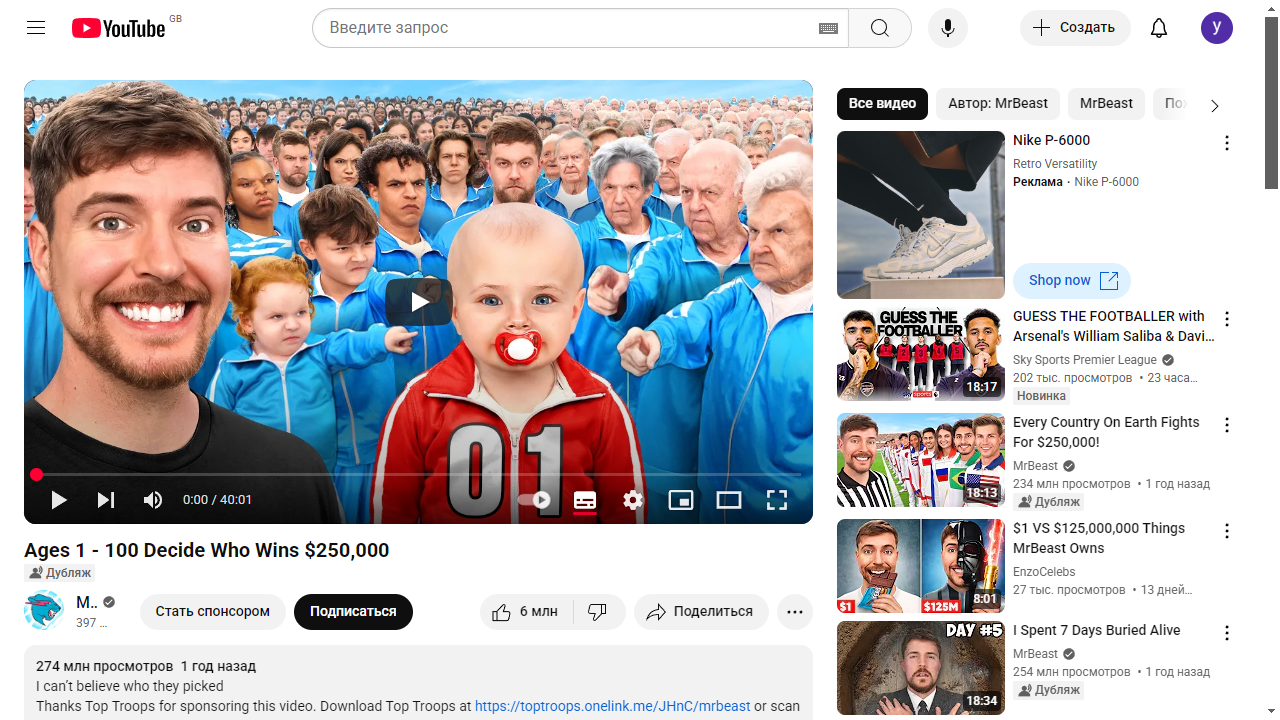 YouTube GB
Введите запрос
Создать
y
01
0:00 / 40:01
Ages 1 - 100 Decide Who Wins $250,000
Дубляж
M..
397 ...
Стать спонсором
Подписаться
6 млн
Поделиться
274 млн просмотров 1 год назад
I can't believe who they picked
Thanks Top Troops for sponsoring this video. Download Top Troops at https://toptroops.onelink.me/JHnC/mrbeast or scan
Все видео
Автор: MrBeast
MrBeast
Пох
Nike P-6000
Retro Versatility
Реклама · Nike P-6000
Shop now
GUESS THE
FOOTBALLER
sky sports
18:17
GUESS THE FOOTBALLER with
Arsenal's William Saliba & Davi...
Sky Sports Premier League
202 тыс. просмотров • 23 часа...
Новинка
18:13
Every Country On Earth Fights
For $250,000!
MrBeast
234 млн просмотров • 1 год назад
Дубляж
$1
$125M
8:01
$1 VS $125,000,000 Things
MrBeast Owns
EnzoCelebs
27 тыс. просмотров • 13 дней...
DAY #5
18:34
I Spent 7 Days Buried Alive
MrBeast
254 млн просмотров • 1 год назад
Дубляж